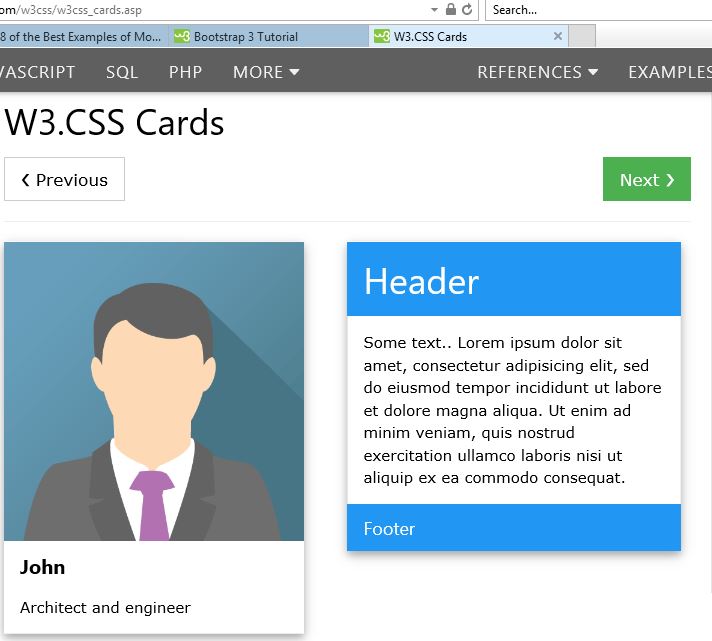 om/w3css/w3css_cards.asp
Search...
8 of the Best Examples of Mo...
Bootstrap 3 Tutorial
W3.CSS Cards
VASCRIPT SQL PHP MORE REFERENCES EXAMPLES
W3.CSS Cards
❮ Previous
Next ❯
John
Architect and engineer
Header
Some text.. Lorem ipsum dolor sit
amet, consectetur adipisicing elit, sed
do eiusmod tempor incididunt ut labore
et dolore magna aliqua. Ut enim ad
minim veniam, quis nostrud
exercitation ullamco laboris nisi ut
aliquip ex ea commodo consequat.
Footer